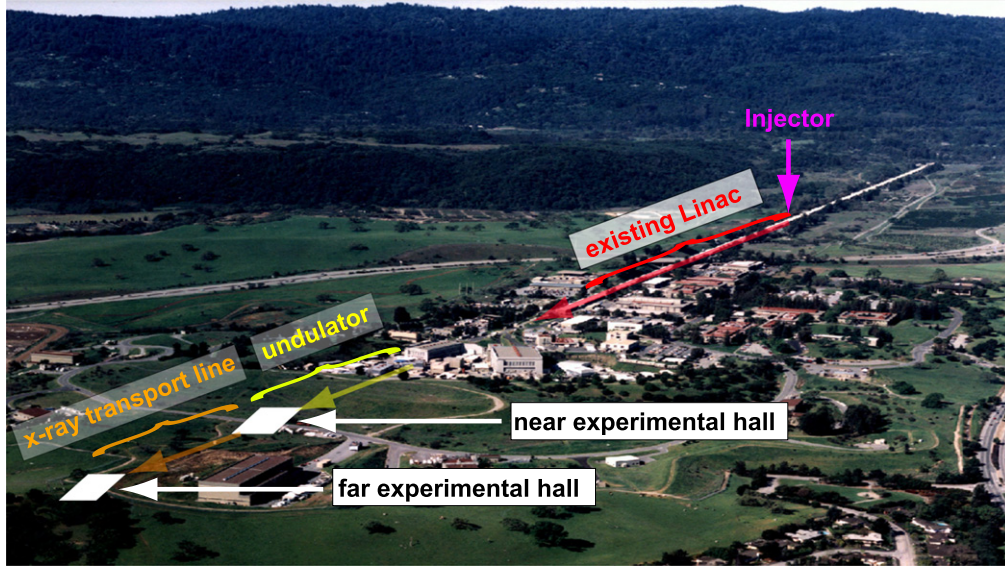 Injector
existing Linac
undulator
x-ray transport line
near experimental hall
far experimental hall